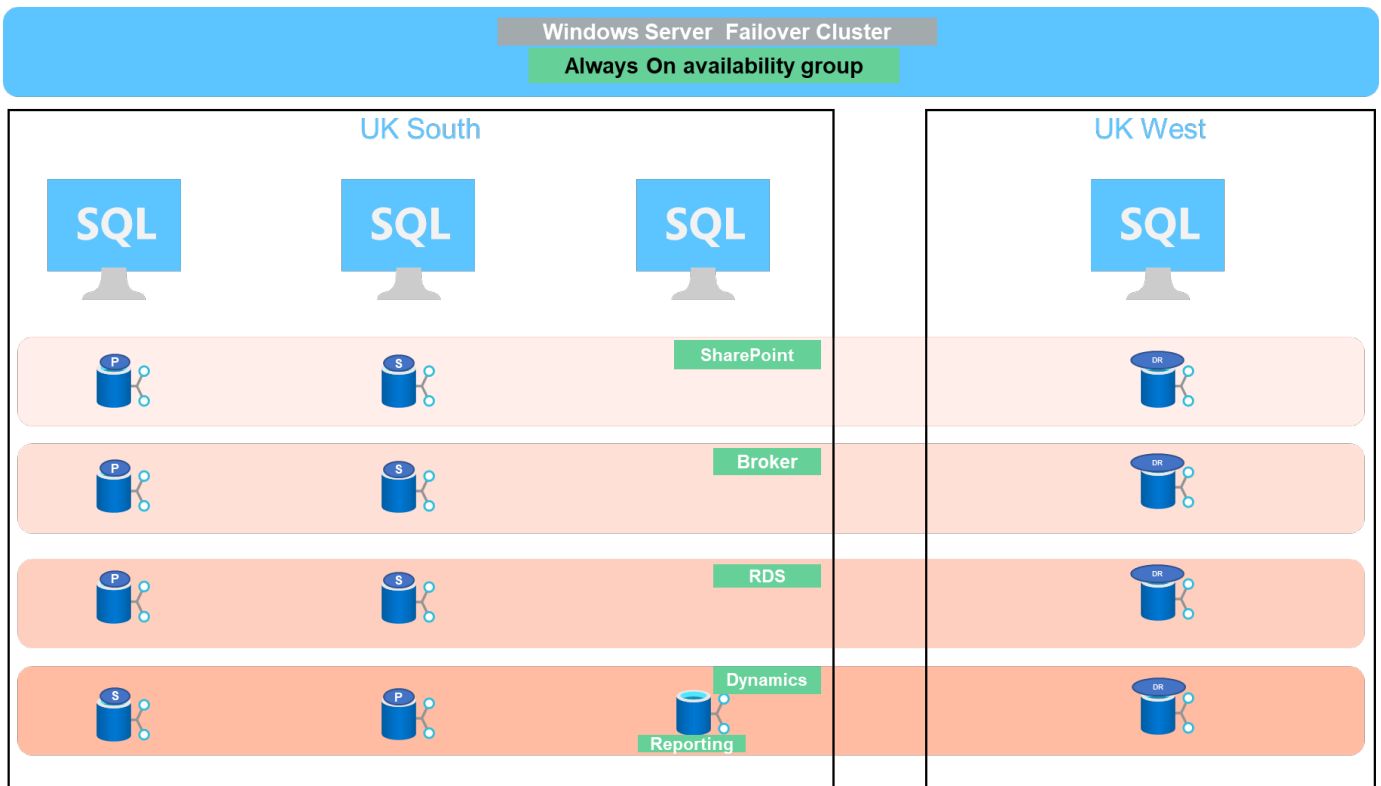 Windows Server Failover Cluster
Always On availability group
UK South
UK West
SQL
SQL
SQL
SQL
SharePoint
P
S
DR
Broker
P
S
DR
RDS
P
S
DR
Dynamics
S
P
DR
Reporting